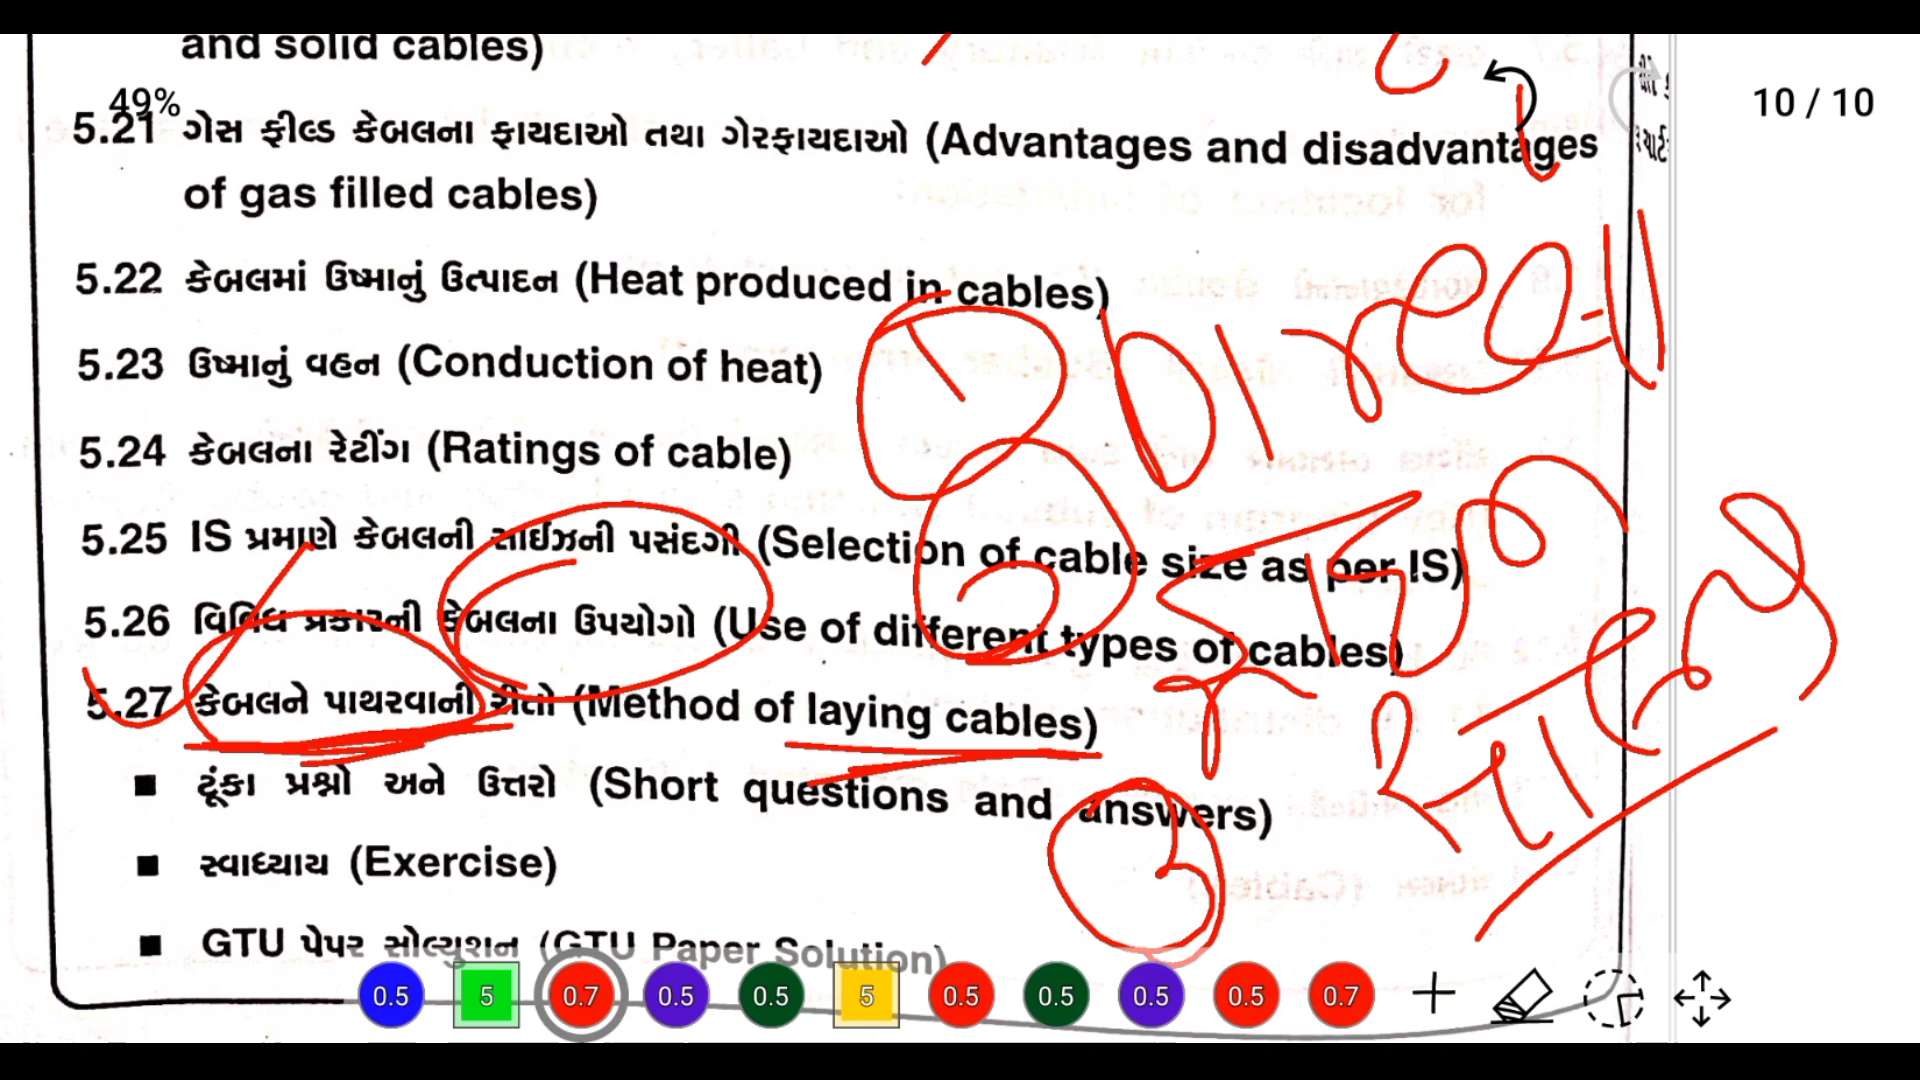 and solid cables)
49%
10 / 10
5.21 ગેસ ફીલ્ડ કેબલના ફાયદાઓ તથા ગેરફાયદાઓ (Advantages and disadvantages
of gas filled cables)
5.22 કેબલમાં ઉષ્માનું ઉત્પાદન (Heat produced in cables)
5.23 ઉષ્માનું વહન (Conduction of heat)
5.24 કેબલના રેટીંગ (Ratings of cable)
5.25 IS પ્રમાણે કેબલની સાઈઝની પસંદગી (Selection of cable size as per IS)
5.26 વિવિધ પ્રકારની કેબલના ઉપયોગો (Use of different types of cables)
5.27 કેબલને પાથરવાની રીતો (Method of laying cables)
■ ટૂંકા પ્રશ્નો અને ઉત્તરો (Short questions and answers)
■ સ્વાધ્યાય (Exercise)
■ GTU પેપર સોલ્યુશન (GTU Paper Solution)
1
2
3
0.5 5 0.7 0.5 0.5 5 0.5 0.5 0.5 0.5 0.7